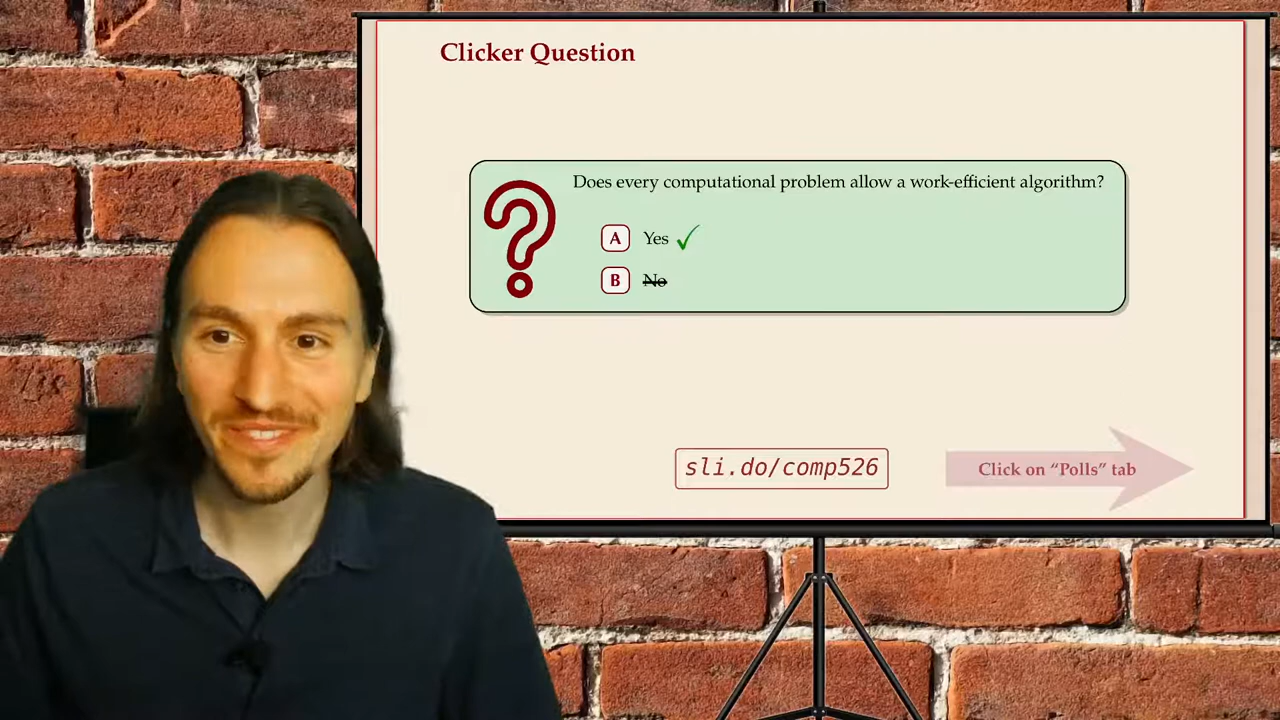 Clicker Question
Does every computational problem allow a work-efficient algorithm?
A Yes ✓
B No
sli.do/comp526
Click on “Polls” tab